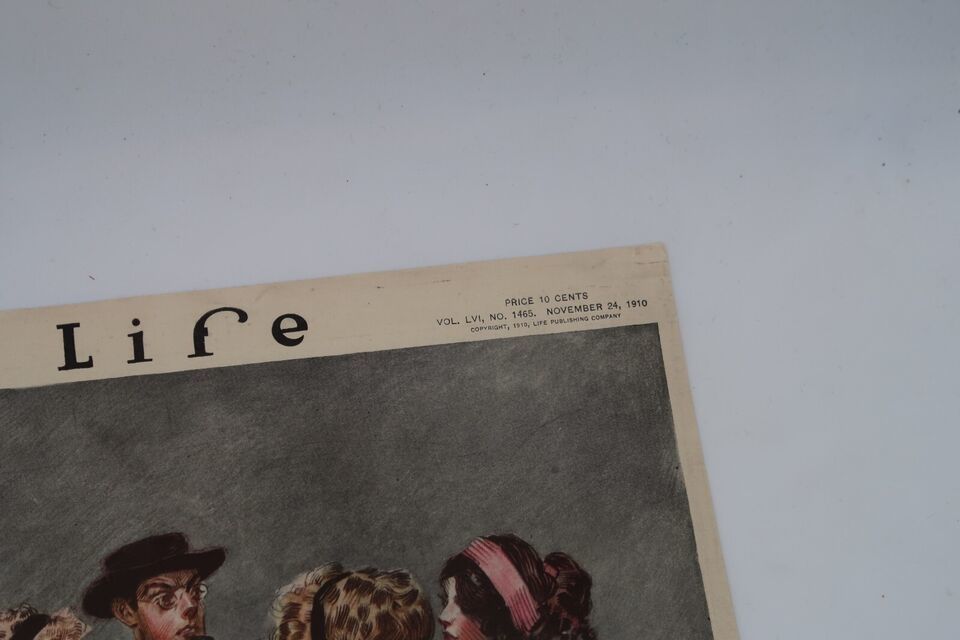 Life
PRICE 10 CENTS
VOL. LVI, NO. 1465. NOVEMBER 24, 1910
COPYRIGHT, 1910, LIFE PUBLISHING COMPANY